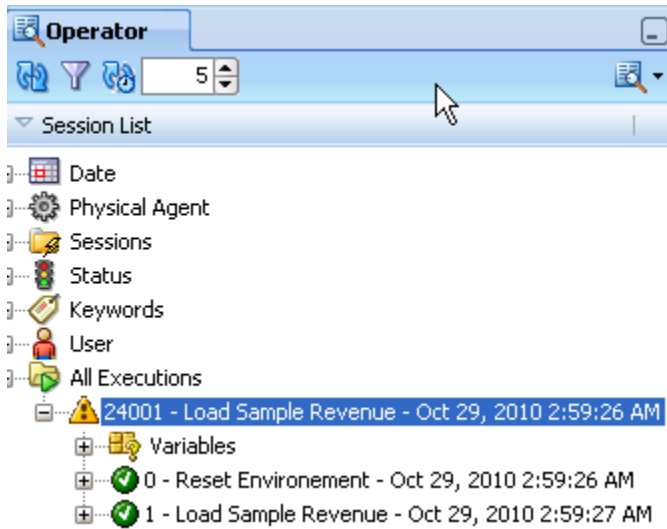 Operator
5
Session List
Date
Physical Agent
Sessions
Status
Keywords
User
All Executions
24001 - Load Sample Revenue - Oct 29, 2010 2:59:26 AM
Variables
0 - Reset Environement - Oct 29, 2010 2:59:26 AM
1 - Load Sample Revenue - Oct 29, 2010 2:59:27 AM